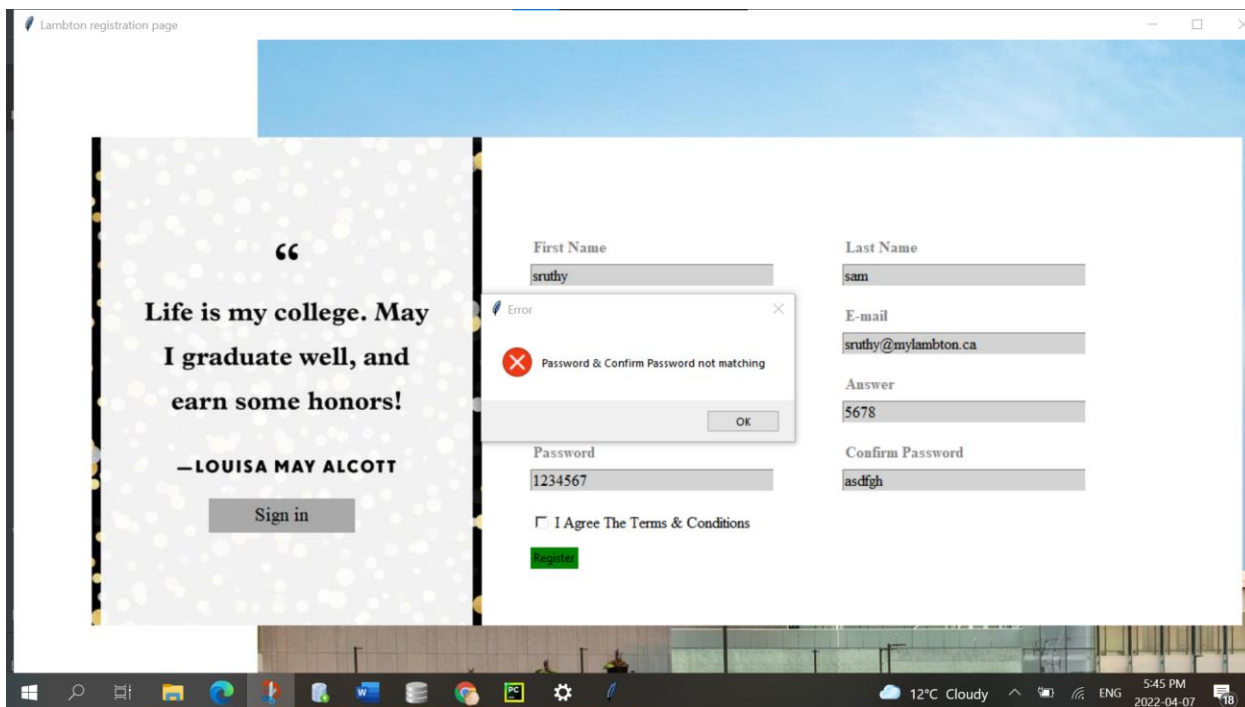 Lambton registration page
“
Life is my college. May
I graduate well, and
earn some honors!
—LOUISA MAY ALCOTT
Sign in
First Name
Last Name
sruthy
sam
Error
Password & Confirm Password not matching
OK
E-mail
sruthy@mylambton.ca
Answer
5678
Password
Confirm Password
1234567
asdfgh
I Agree The Terms & Conditions
Register
W
PC
12°C Cloudy
ENG
5:45 PM
2022-04-07
18